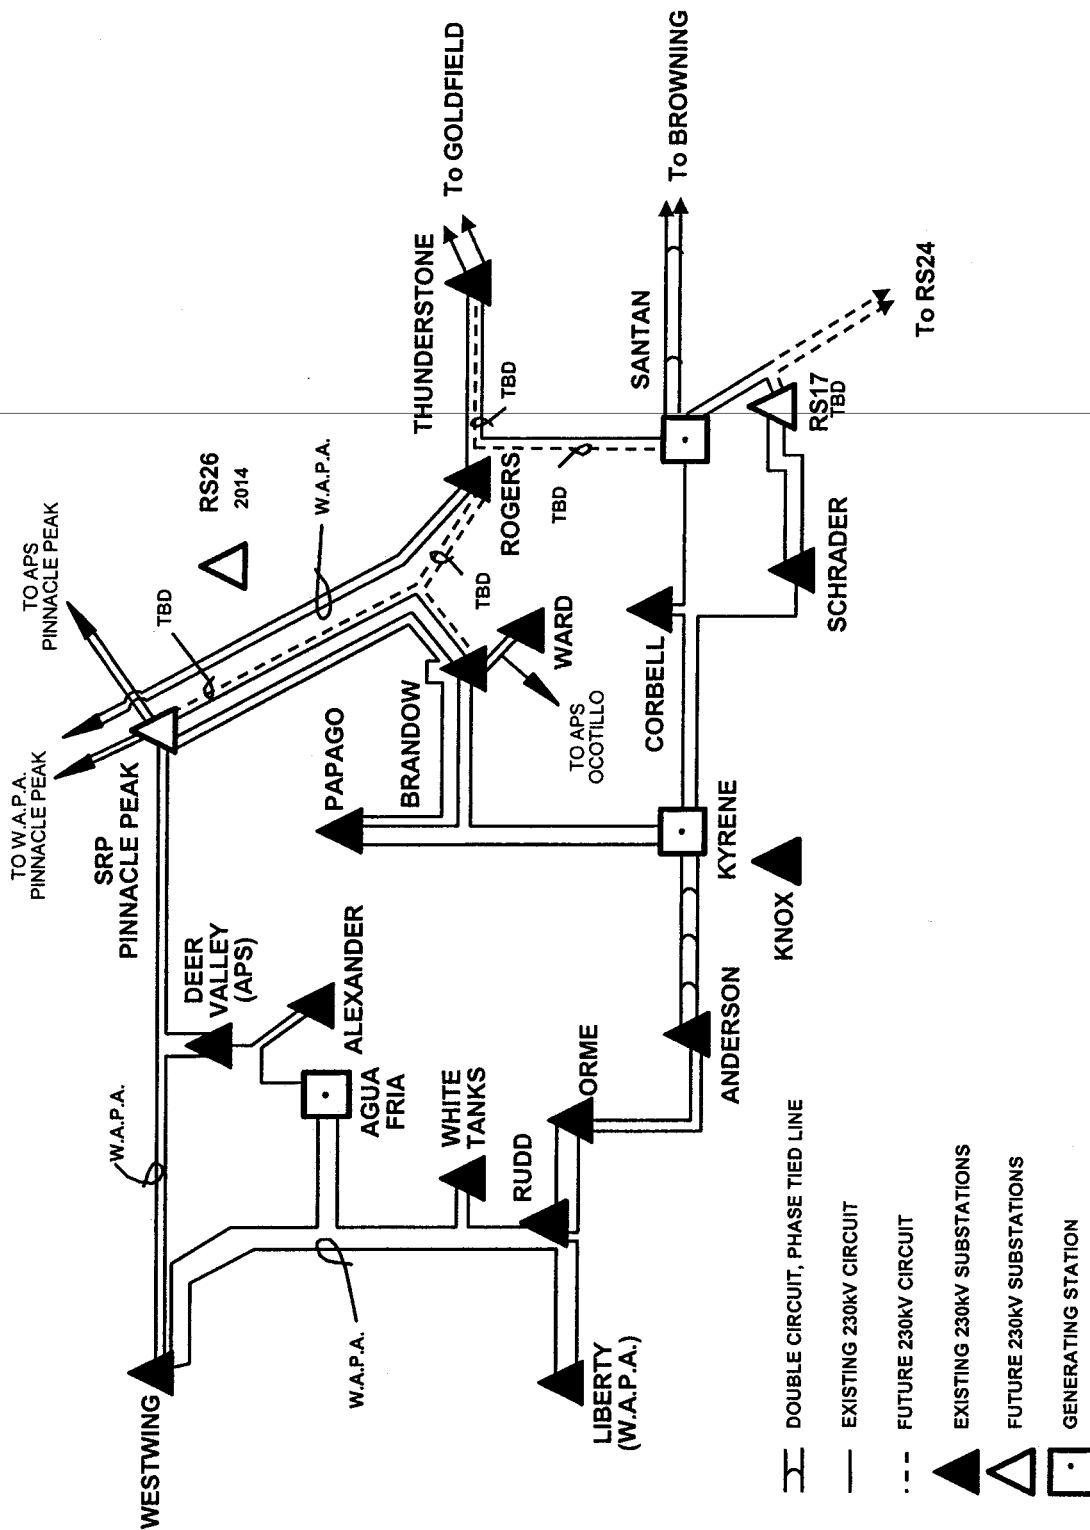 TO W.A.P.A.
PINNACLE PEAK
TO APS
PINNACLE PEAK
RS26
2014
TBD
W.A.P.A.
THUNDERSTONE
To GOLDFIELD
SRP
PINNACLE PEAK
WESTWING
W.A.P.A.
DEER
VALLEY
(APS)
ALEXANDER
AGUA
FRIA
PAPAGO
BRANDOW
WARD
TBD
ROGERS
TBD
TBD
TO APS
OCOTILLO
W.A.P.A.
WHITE
TANKS
RUDD
ORME
LIBERTY
(W.A.P.A.)
ANDERSON
KYRENE
KNOX
CORBELL
SANTAN
To BROWNING
SCHRADER
RS17
TBD
To RS24
DOUBLE CIRCUIT, PHASE TIED LINE
EXISTING 230kV CIRCUIT
FUTURE 230kV CIRCUIT
EXISTING 230kV SUBSTATIONS
FUTURE 230kV SUBSTATIONS
GENERATING STATION